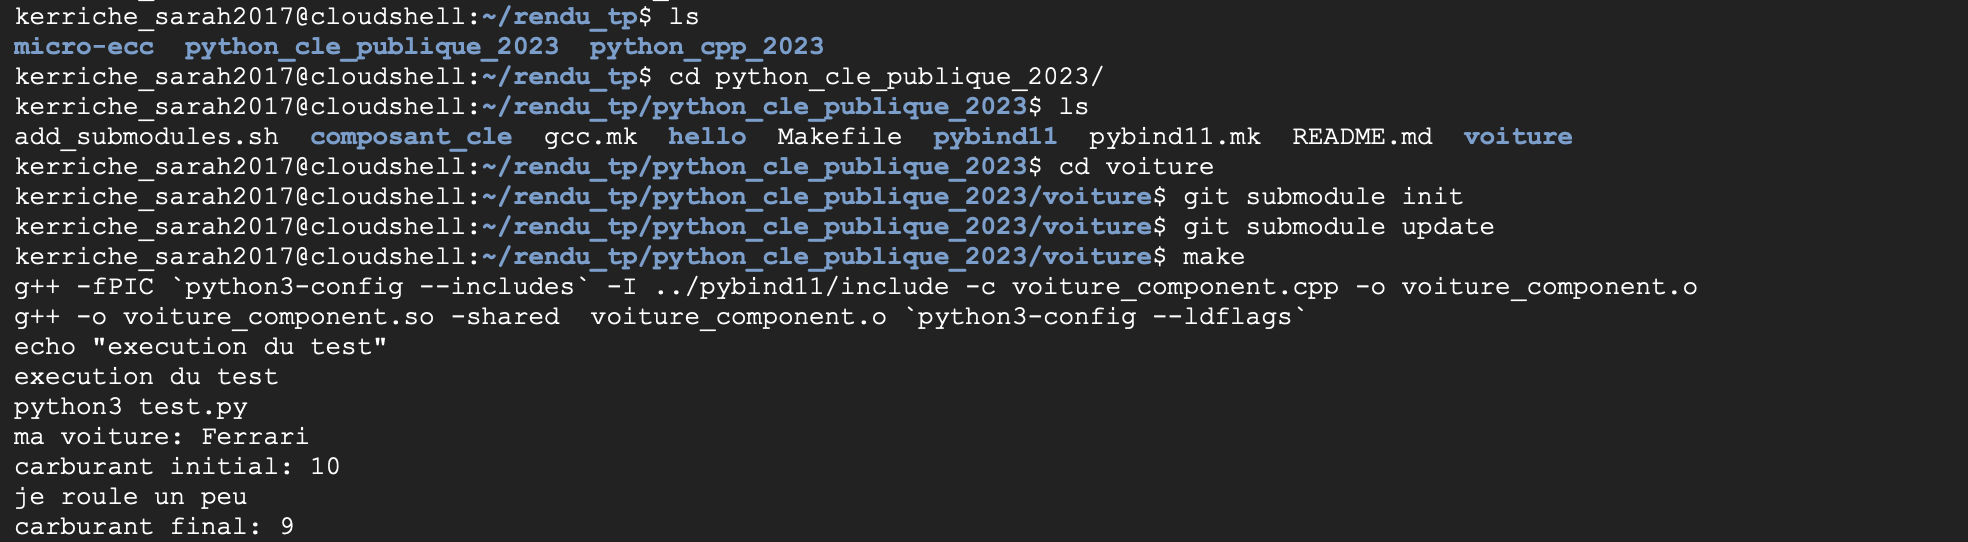 kerriche_sarah2017@cloudshell:~/rendu_tp$ ls
micro-ecc  python_cle_publique_2023  python_cpp_2023
kerriche_sarah2017@cloudshell:~/rendu_tp$ cd python_cle_publique_2023/
kerriche_sarah2017@cloudshell:~/rendu_tp/python_cle_publique_2023$ ls
add_submodules.sh  composant_cle  gcc.mk  hello  Makefile  pybind11  pybind11.mk  README.md  voiture
kerriche_sarah2017@cloudshell:~/rendu_tp/python_cle_publique_2023$ cd voiture
kerriche_sarah2017@cloudshell:~/rendu_tp/python_cle_publique_2023/voiture$ git submodule init
kerriche_sarah2017@cloudshell:~/rendu_tp/python_cle_publique_2023/voiture$ git submodule update
kerriche_sarah2017@cloudshell:~/rendu_tp/python_cle_publique_2023/voiture$ make
g++ -fPIC `python3-config --includes` -I ../pybind11/include -c voiture_component.cpp -o voiture_component.o
g++ -o voiture_component.so -shared  voiture_component.o `python3-config --ldflags`
echo "execution du test"
execution du test
python3 test.py
ma voiture: Ferrari
carburant initial: 10
je roule un peu
carburant final: 9